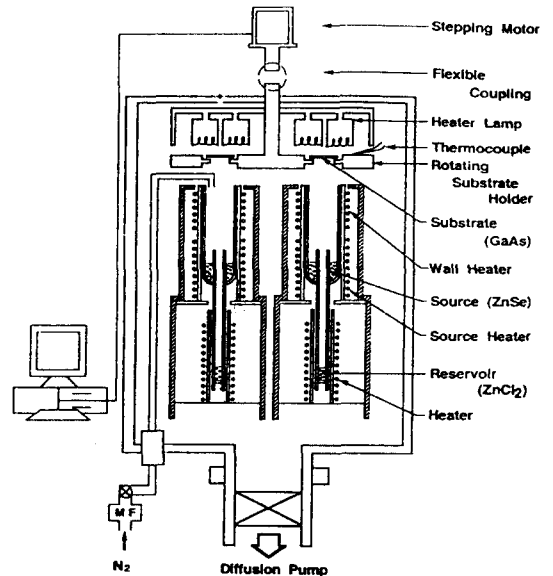 Stepping Motor
Flexible
Coupling
Heater Lamp
Thermocouple
Rotating
Substrate
Holder
Substrate
(GaAs)
Wall Heater
Source (ZnSe)
Source Heater
Reservoir
(ZnCl2)
Heater
M F
N2
Diffusion Pump